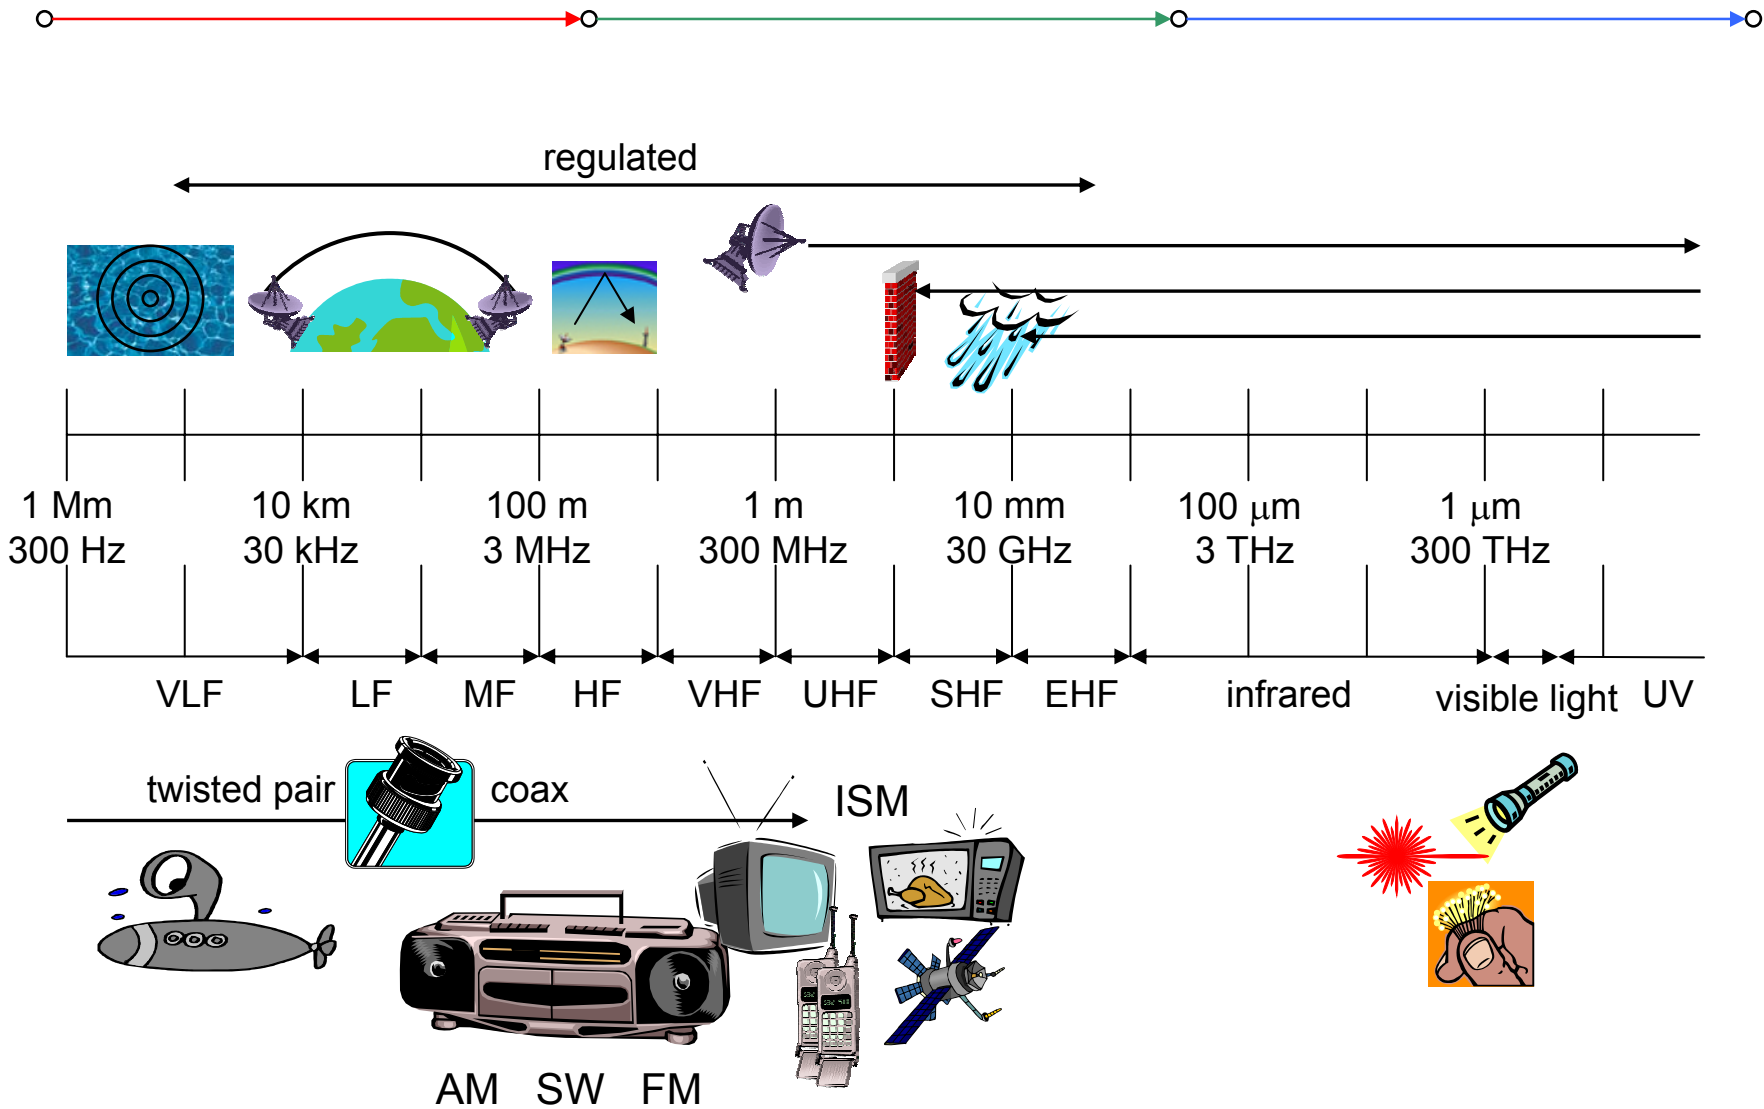 regulated
1 Mm 10 km 100 m 1 m 10 mm 100 μm 1 μm
300 Hz 30 kHz 3 MHz 300 MHz 30 GHz 3 THz 300 THz
VLF LF MF HF VHF UHF SHF EHF infrared visible light UV
twisted pair coax ISM
AM SW FM